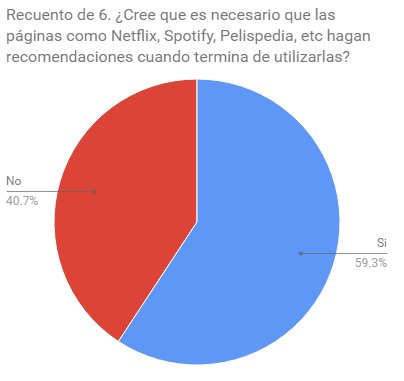 Recuento de 6. ¿Cree que es necesario que las
páginas como Netflix, Spotify, Pelispedia, etc hagan
recomendaciones cuando termina de utilizarlas?
No
40.7%
Si
59.3%